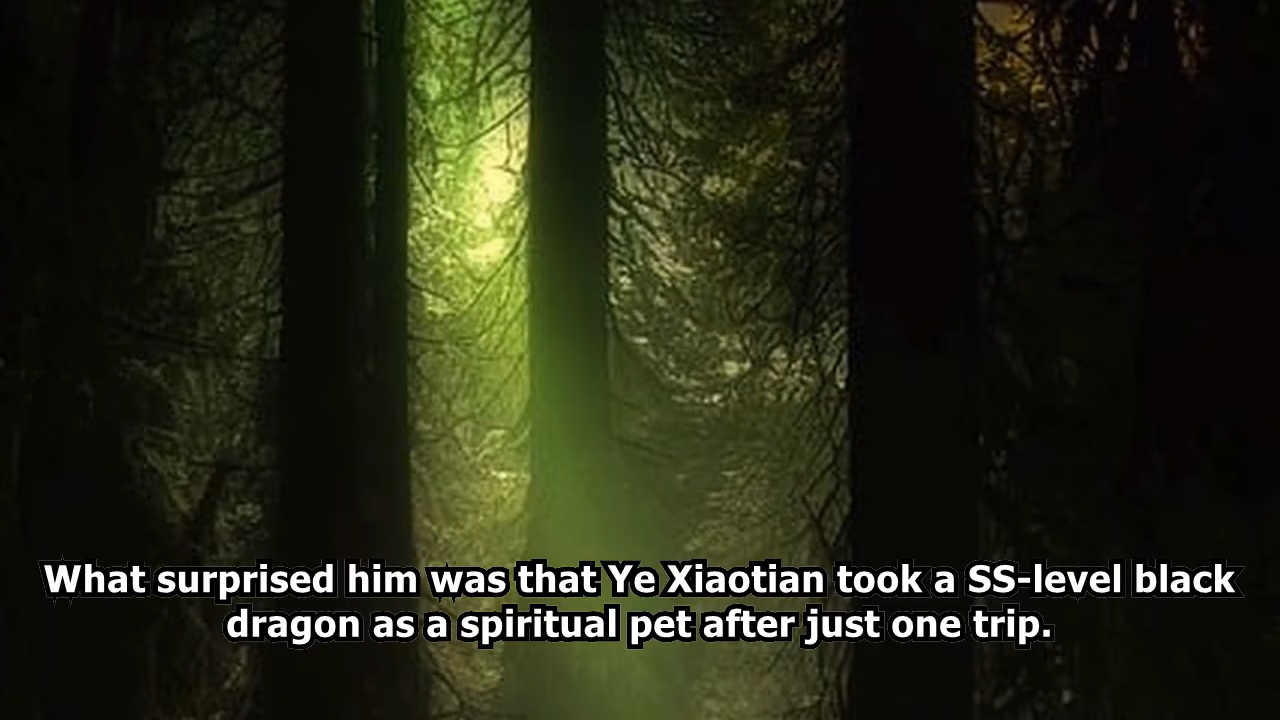 What surprised him was that Ye Xiaotian took a SS-level black
dragon as a spiritual pet after just one trip.